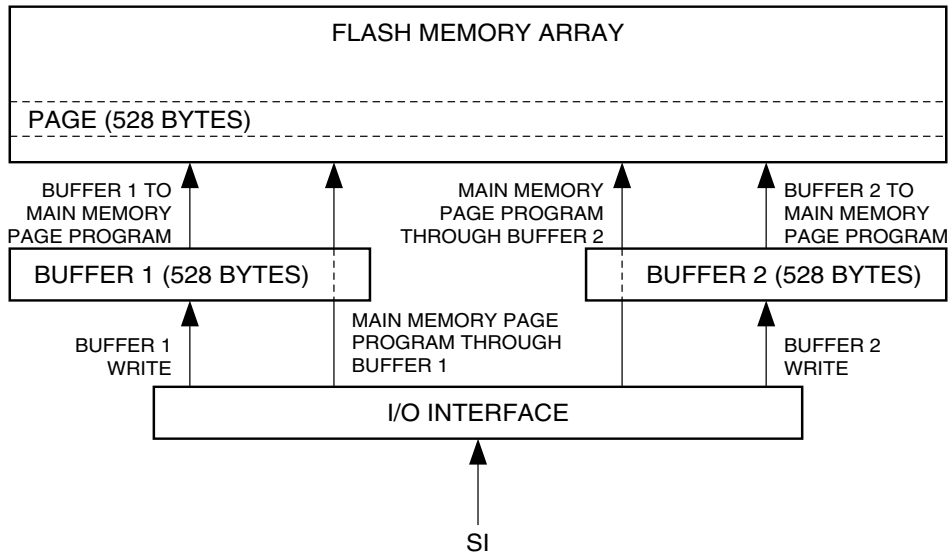 FLASH MEMORY ARRAY
PAGE (528 BYTES)
BUFFER 1 TO
MAIN MEMORY
PAGE PROGRAM
MAIN MEMORY
PAGE PROGRAM
THROUGH BUFFER 2
BUFFER 2 TO
MAIN MEMORY
PAGE PROGRAM
BUFFER 1 (528 BYTES)
BUFFER 2 (528 BYTES)
BUFFER 1
WRITE
MAIN MEMORY PAGE
PROGRAM THROUGH
BUFFER 1
BUFFER 2
WRITE
I/O INTERFACE
SI